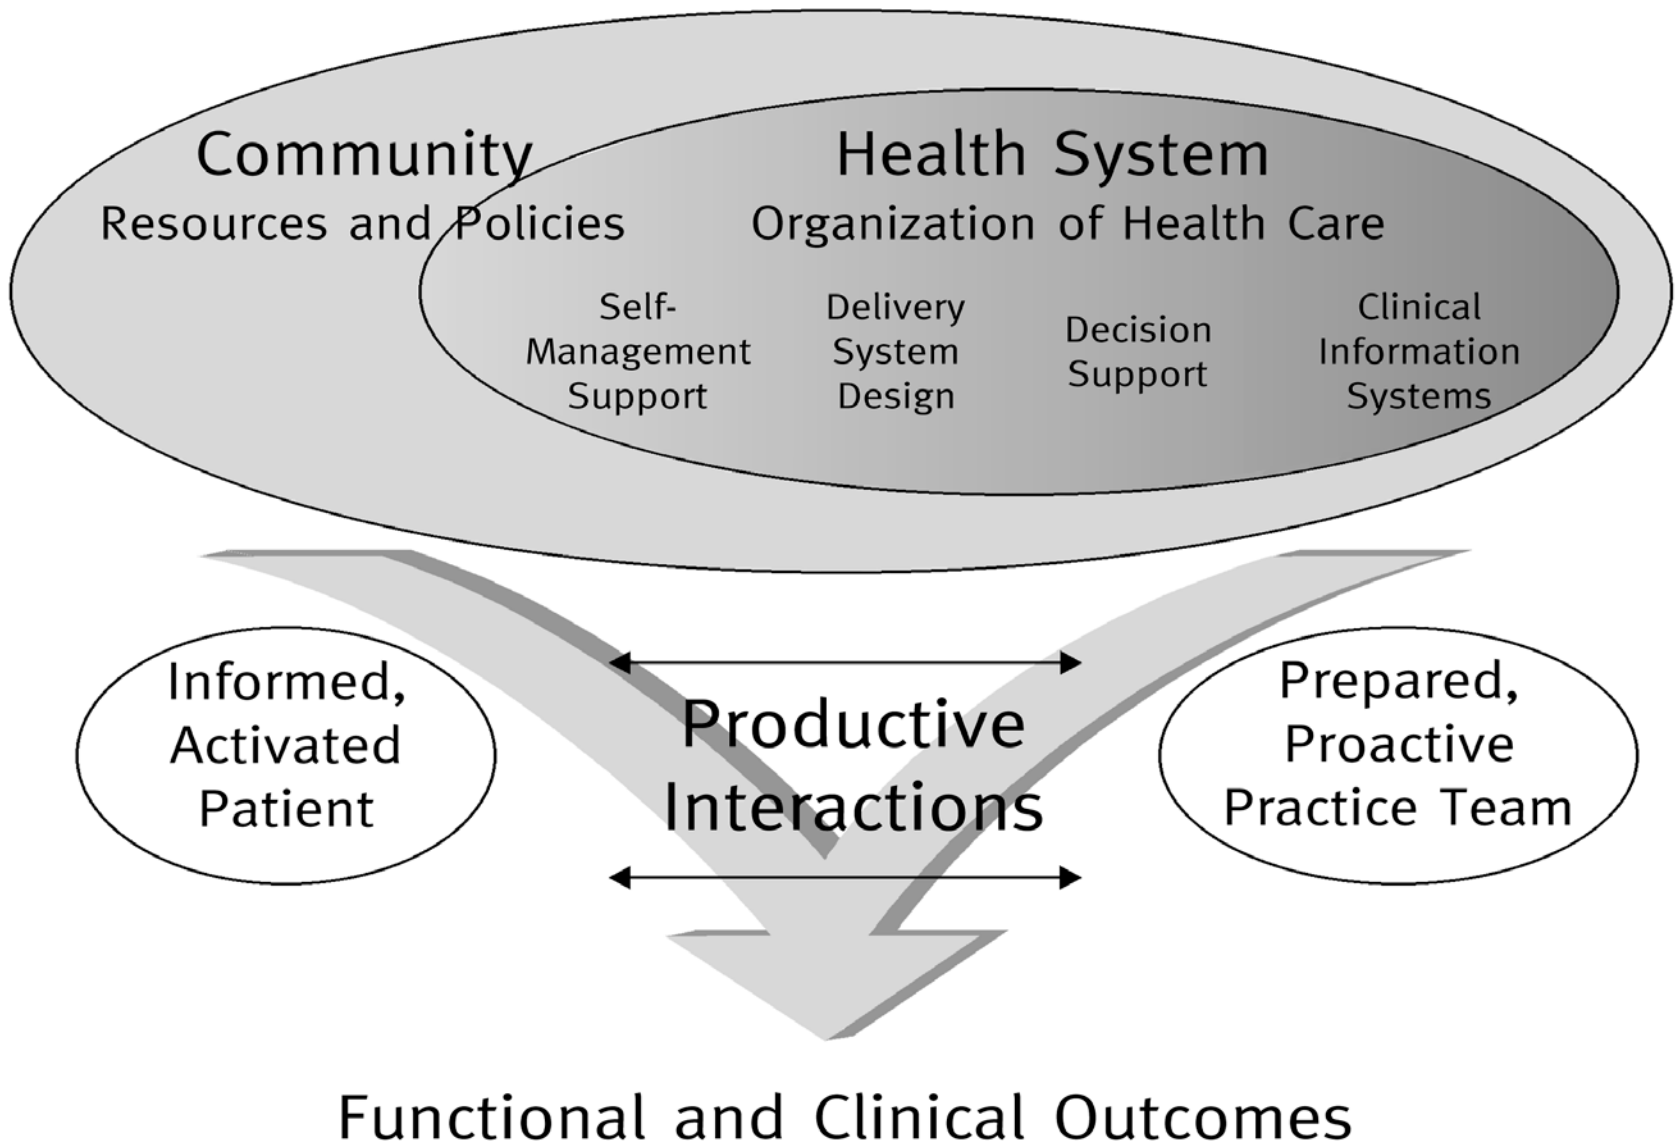 Community
Resources and Policies
Health System
Organization of Health Care
Self-
Management
Support
Delivery
System
Design
Decision
Support
Clinical
Information
Systems
Informed,
Activated
Patient
Productive
Interactions
Prepared,
Proactive
Practice Team
Functional and Clinical Outcomes